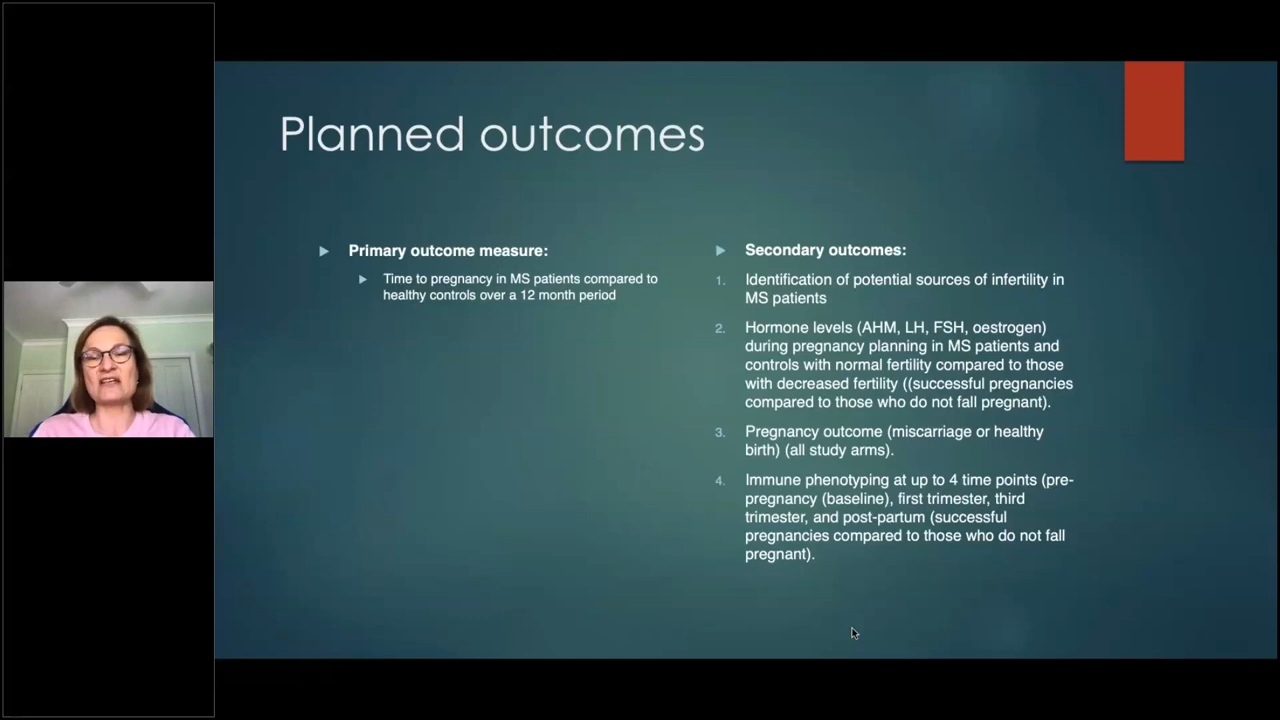 Planned outcomes
Primary outcome measure:
Time to pregnancy in MS patients compared to
healthy controls over a 12 month period
Secondary outcomes:
1. Identification of potential sources of infertility in
MS patients
2. Hormone levels (AHM, LH, FSH, oestrogen)
during pregnancy planning in MS patients and
controls with normal fertility compared to those
with decreased fertility ((successful pregnancies
compared to those who do not fall pregnant).
3. Pregnancy outcome (miscarriage or healthy
birth) (all study arms).
4. Immune phenotyping at up to 4 time points (pre-
pregnancy (baseline), first trimester, third
trimester, and post-partum (successful
pregnancies compared to those who do not fall
pregnant).